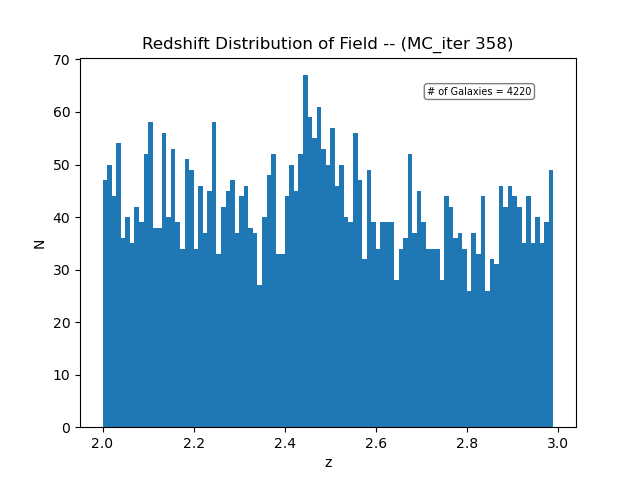 Redshift Distribution of Field -- (MC_iter 358)
# of Galaxies = 4220
70
60
50
40
30
20
10
0
N
2.0 2.2 2.4 2.6 2.8 3.0
z